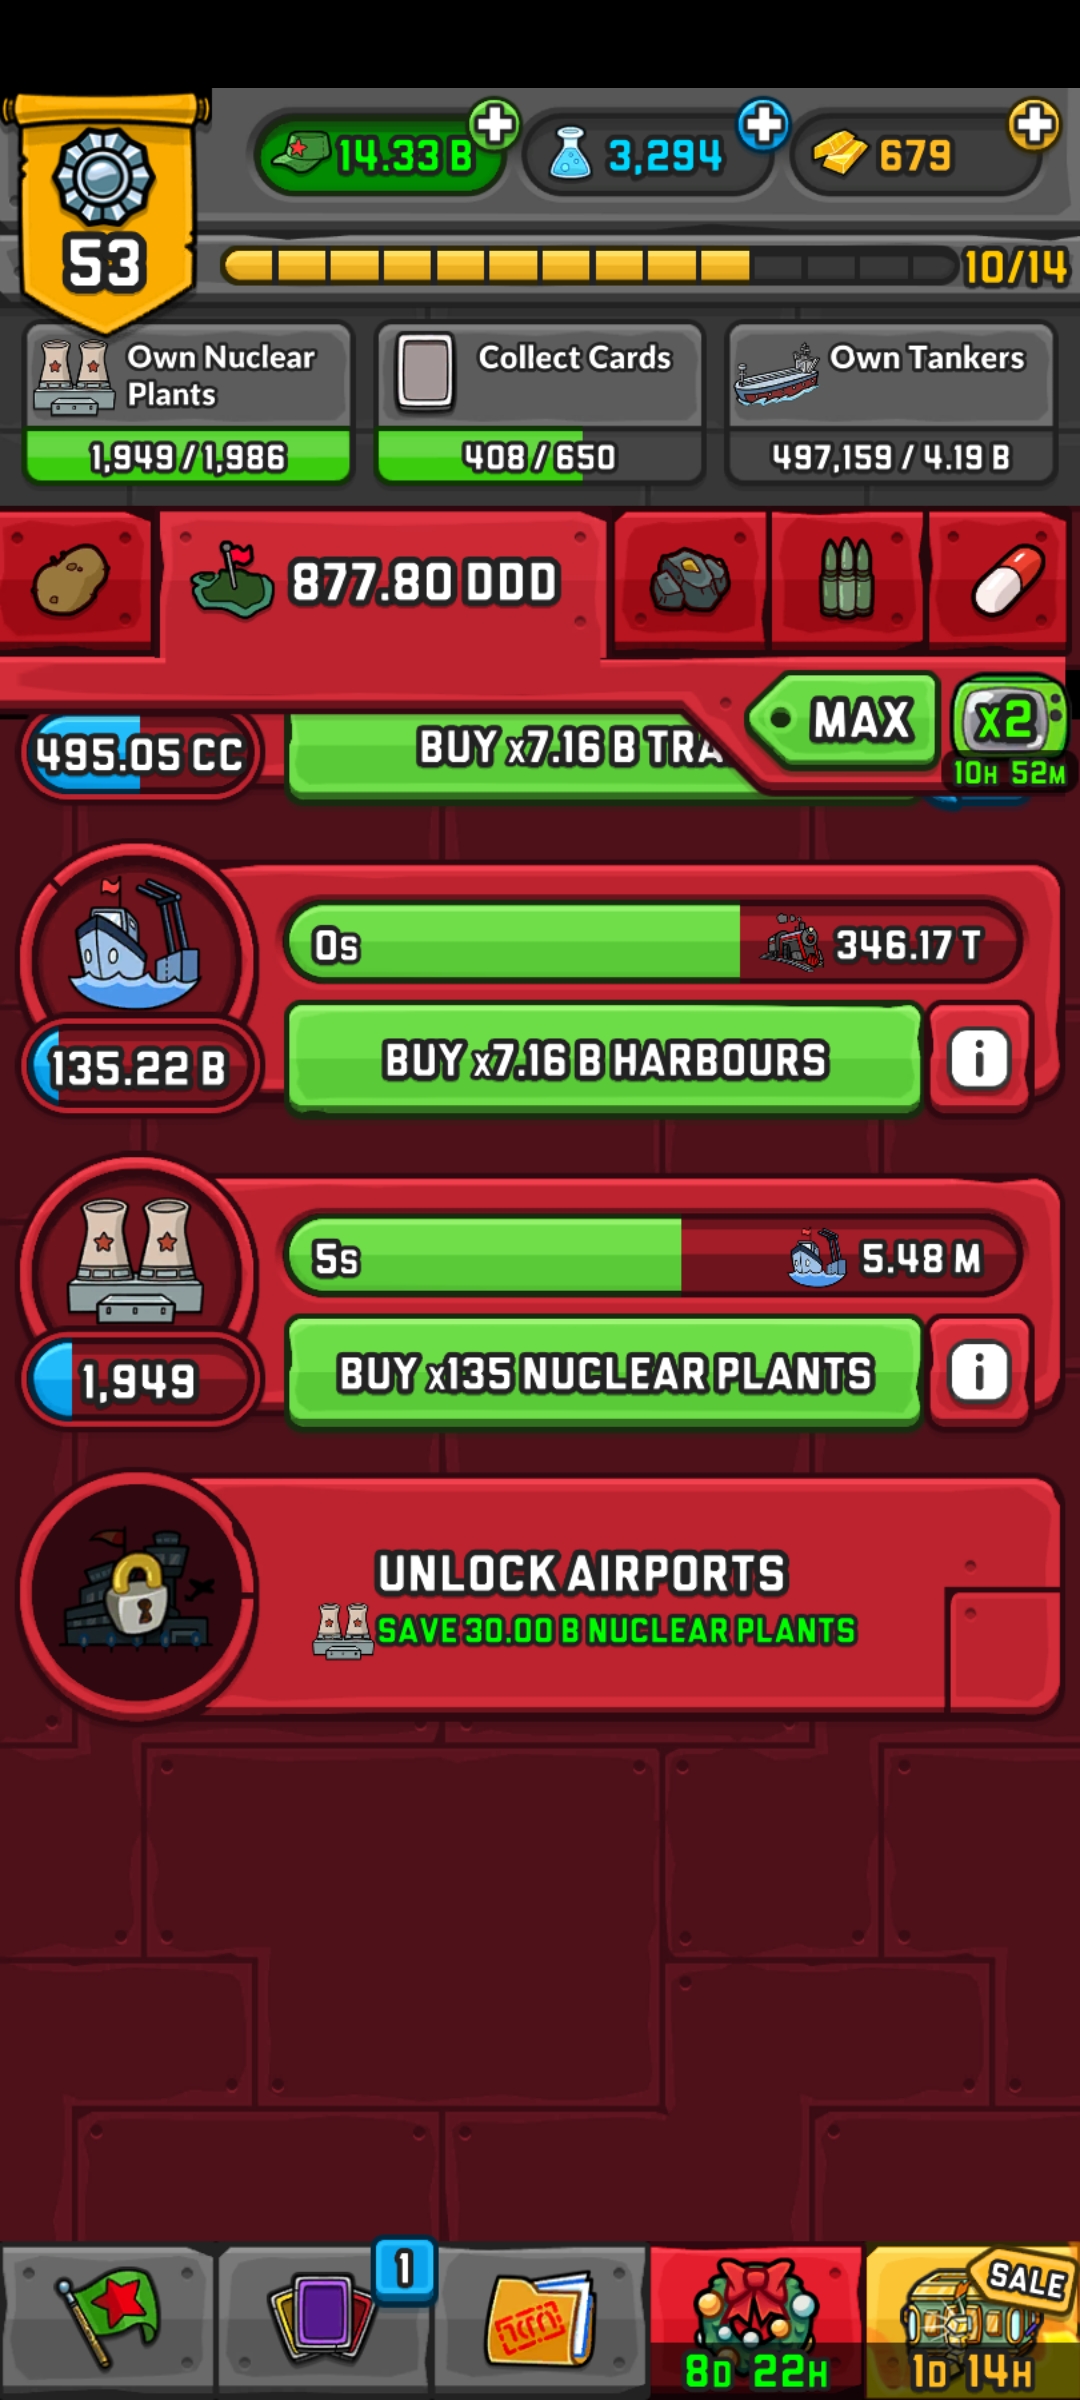 14.33 B
3,294
679
53
10/14
Own Nuclear
Plants
1,949/1,986
Collect Cards
408/650
Own Tankers
497,159 / 4.19 B
877.80 DDD
MAX
x2
10H 52M
495.05 CC
BUY x7.16 B TRA
0s
346.17 T
135.22 B
BUY x7.16 B HARBOURS
i
5s
5.48 M
1,949
BUY x135 NUCLEAR PLANTS
i
UNLOCK AIRPORTS
SAVE 30.00 B NUCLEAR PLANTS
1
SALE
8D 22H
1D 14H